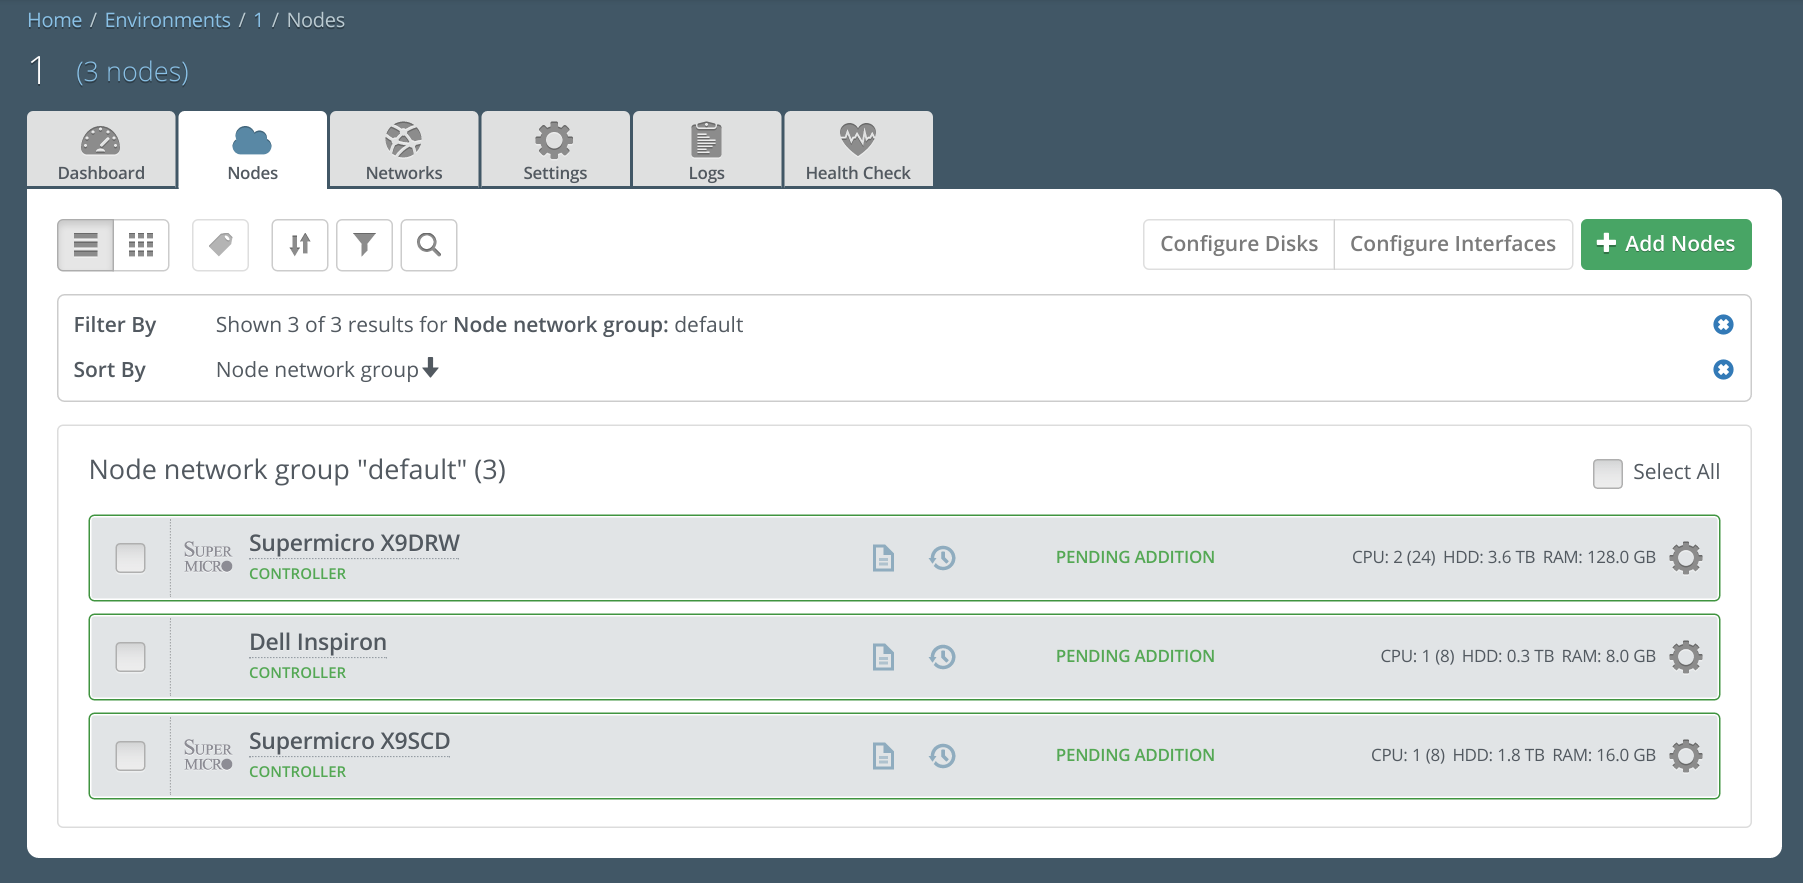 Home / Environments / 1 / Nodes
1 (3 nodes)
Dashboard Nodes Networks Settings Logs Health Check
Configure Disks Configure Interfaces Add Nodes
Filter By Shown 3 of 3 results for Node network group: default
Sort By Node network group
Node network group "default" (3) Select All
SUPER
MICRO
Supermicro X9DRW
CONTROLLER
PENDING ADDITION
CPU: 2 (24) HDD: 3.6 TB RAM: 128.0 GB
Dell Inspiron
CONTROLLER
PENDING ADDITION
CPU: 1 (8) HDD: 0.3 TB RAM: 8.0 GB
SUPER
MICRO
Supermicro X9SCD
CONTROLLER
PENDING ADDITION
CPU: 1 (8) HDD: 1.8 TB RAM: 16.0 GB